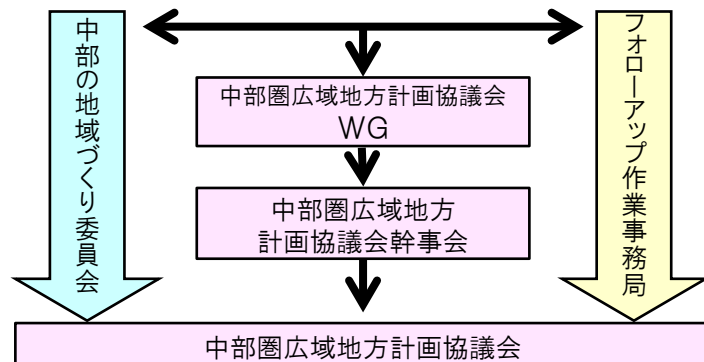 中部の地域づくり委員会
中部圏広域地方計画協議会
WG
中部圏広域地方
計画協議会幹事会
フォローアップ作業事務局
中部圏広域地方計画協議会